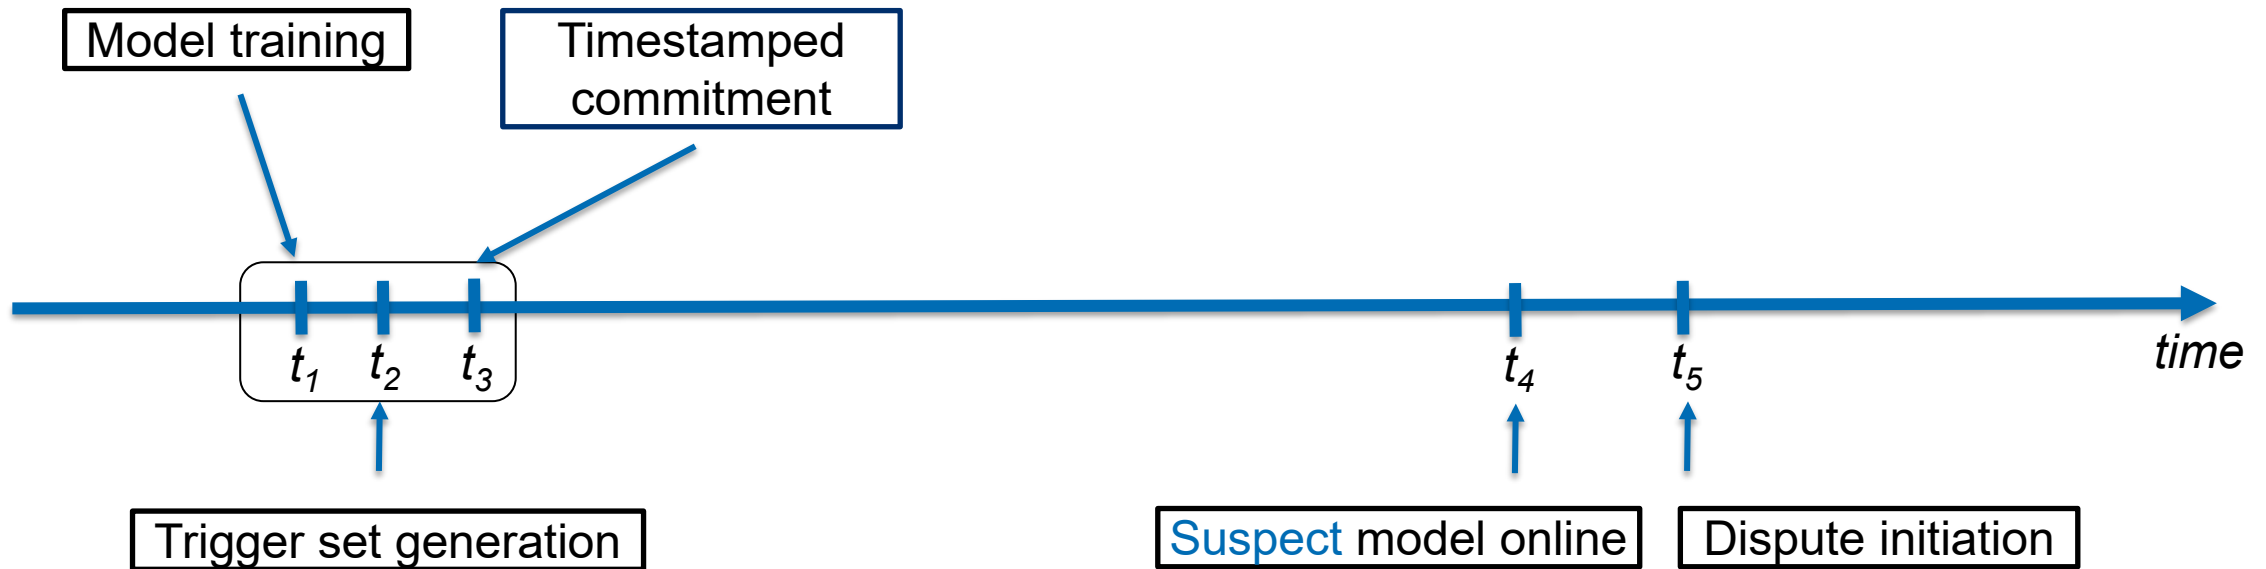 Model training
Timestamped
commitment
t1
t2
t3
t4
t5
time
Trigger set generation
Suspect model online
Dispute initiation